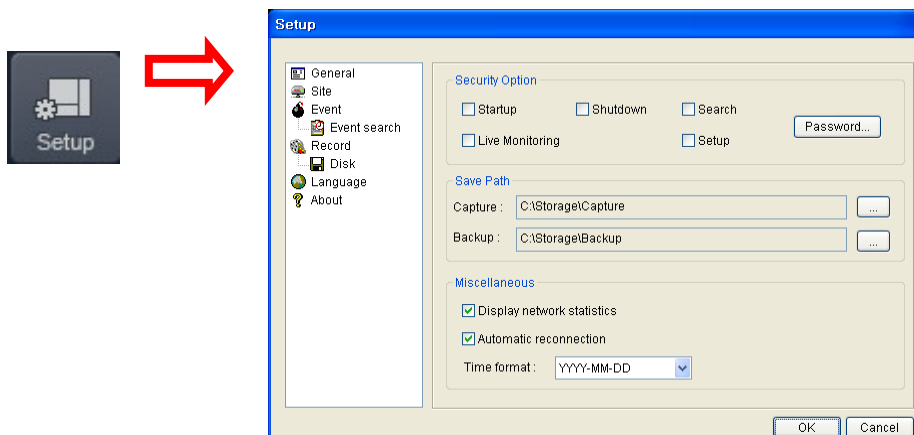 Setup
Setup
General
Site
Event
Event search
Record
Disk
Language
About
Security Option
Startup
Shutdown
Search
Live Monitoring
Setup
Password...
Save Path
Capture :
C:\Storage\Capture
...
Backup :
C:\Storage\Backup
...
Miscellaneous
Display network statistics
Automatic reconnection
Time format :
YYYY-MM-DD
OK
Cancel